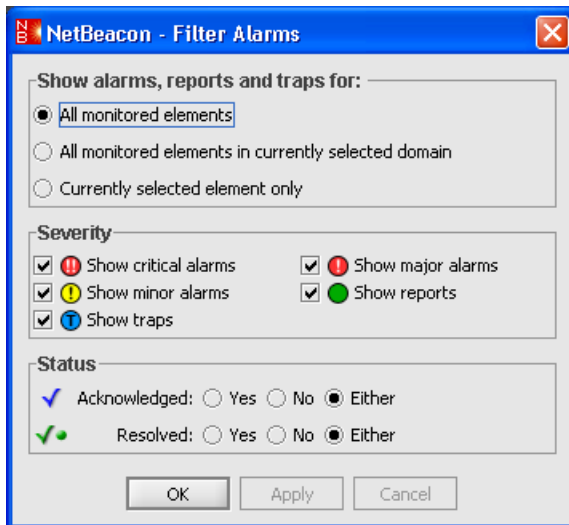 NB NetBeacon - Filter Alarms
Show alarms, reports and traps for:
All monitored elements
All monitored elements in currently selected domain
Currently selected element only
Severity
!! Show critical alarms ! Show major alarms
! Show minor alarms Show reports
T Show traps
Status
Acknowledged: Yes No Either
Resolved: Yes No Either
OK Apply Cancel